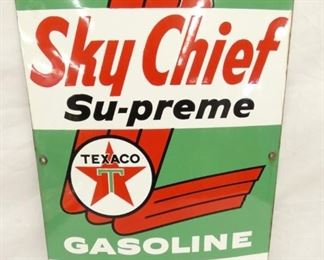 Sky Chief
Su-preme
TEXACO
T
GASOLINE